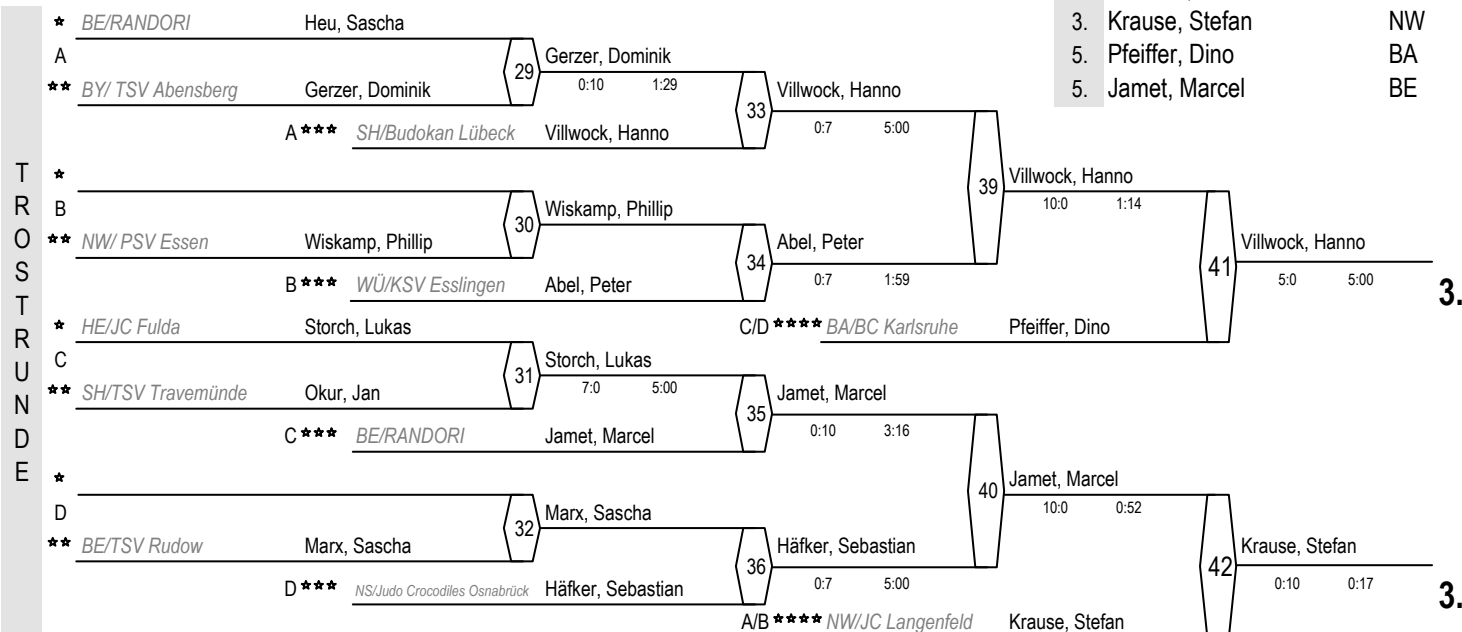 ★ BE/RANDORI Heu, Sascha
3. Krause, Stefan NW
A 29 Gerzer, Dominik
5. Pfeiffer, Dino BA
★★ BY/ TSV Abensberg Gerzer, Dominik 0:10 1:29 Villwock, Hanno
5. Jamet, Marcel BE
33 0:7 5:00
A ★★★ SH/Budokan Lübeck Villwock, Hanno
TROSTRUNDE
★ 39 Villwock, Hanno
10:0 1:14
B 30 Wiskamp, Phillip
★★ NW/ PSV Essen Wiskamp, Phillip Abel, Peter 41 Villwock, Hanno
34 0:7 1:59 5:0 5:00 3.
B ★★★ WÜ/KSV Esslingen Abel, Peter
★ HE/JC Fulda Storch, Lukas C/D ★★★★ BA/BC Karlsruhe Pfeiffer, Dino
C 31 Storch, Lukas
7:0 5:00
★★ SH/TSV Travemünde Okur, Jan 35 Jamet, Marcel
0:10 3:16
C ★★★ BE/RANDORI Jamet, Marcel
★ 40 Jamet, Marcel
10:0 0:52
D 32 Marx, Sascha
★★ BE/TSV Rudow Marx, Sascha Häfker, Sebastian 42 Krause, Stefan
36 0:7 5:00 0:10 0:17 3.
D ★★★ NS/Judo Crocodiles Osnabrück Häfker, Sebastian
A/B ★★★★ NW/JC Langenfeld Krause, Stefan